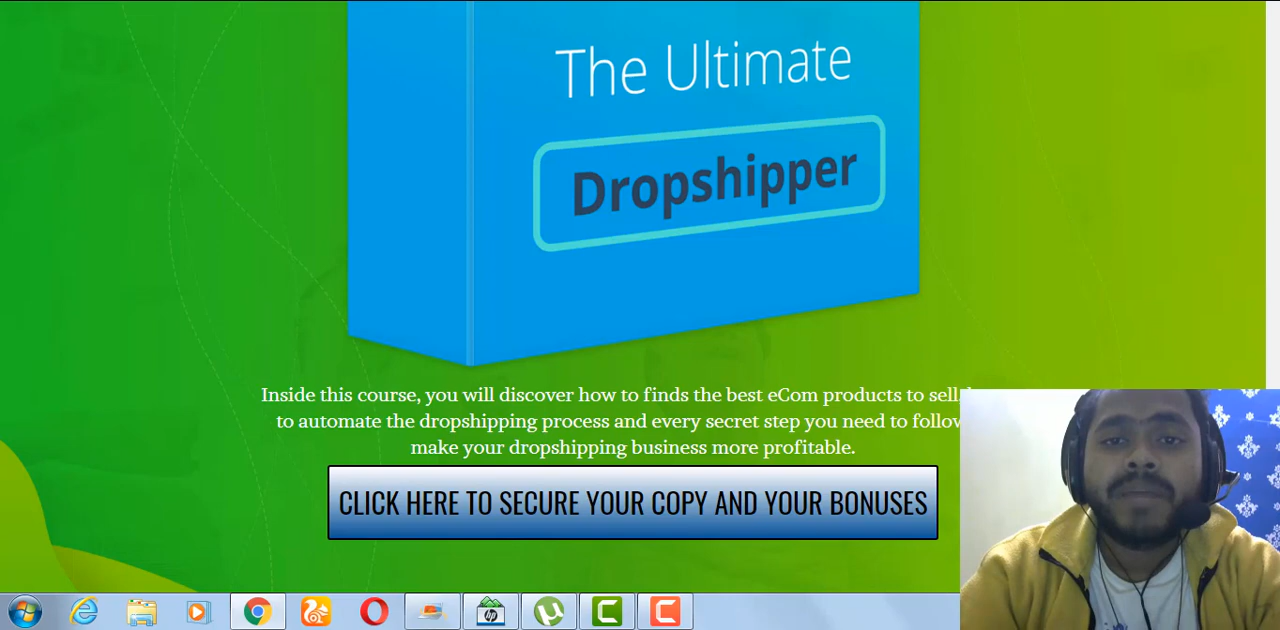 The Ultimate
Dropshipper
Inside this course, you will discover how to finds the best eCom products to sell,
to automate the dropshipping process and every secret step you need to follow
make your dropshipping business more profitable.
CLICK HERE TO SECURE YOUR COPY AND YOUR BONUSES
hp